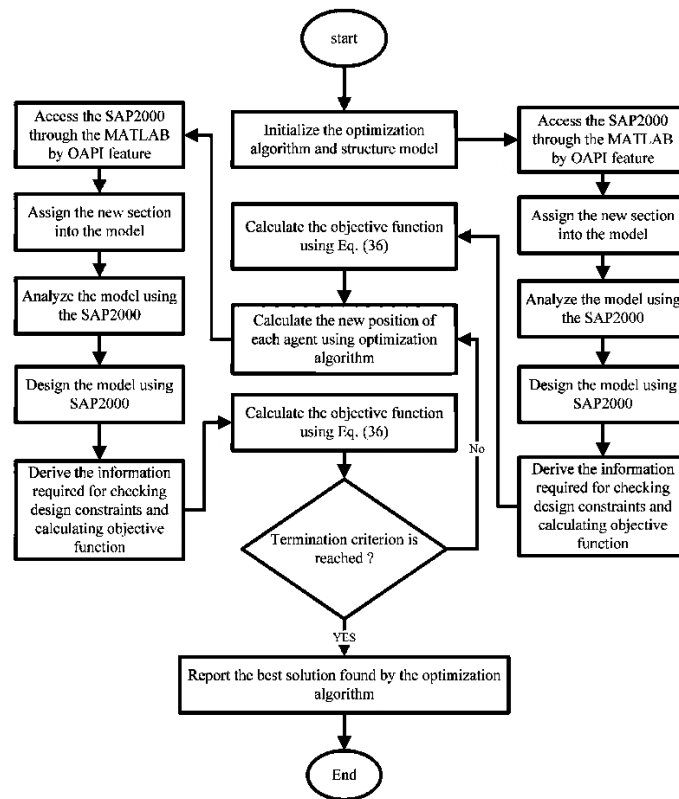 start
Initialize the optimization
algorithm and structure model
Access the SAP2000
through the MATLAB
by OAPI feature
Assign the new section
into the model
Analyze the model using
the SAP2000
Design the model using
SAP2000
Derive the information
required for checking
design constraints and
calculating objective
function
Calculate the objective function
using Eq. (36)
Calculate the new position of
each agent using optimization
algorithm
Access the SAP2000
through the MATLAB
by OAPI feature
Assign the new section
into the model
Analyze the model using
the SAP2000
Design the model using
SAP2000
Derive the information
required for checking
design constraints and
calculating objective
function
Calculate the objective function
using Eq. (36)
Termination criterion is
reached ?
No
YES
Report the best solution found by the optimization
algorithm
End